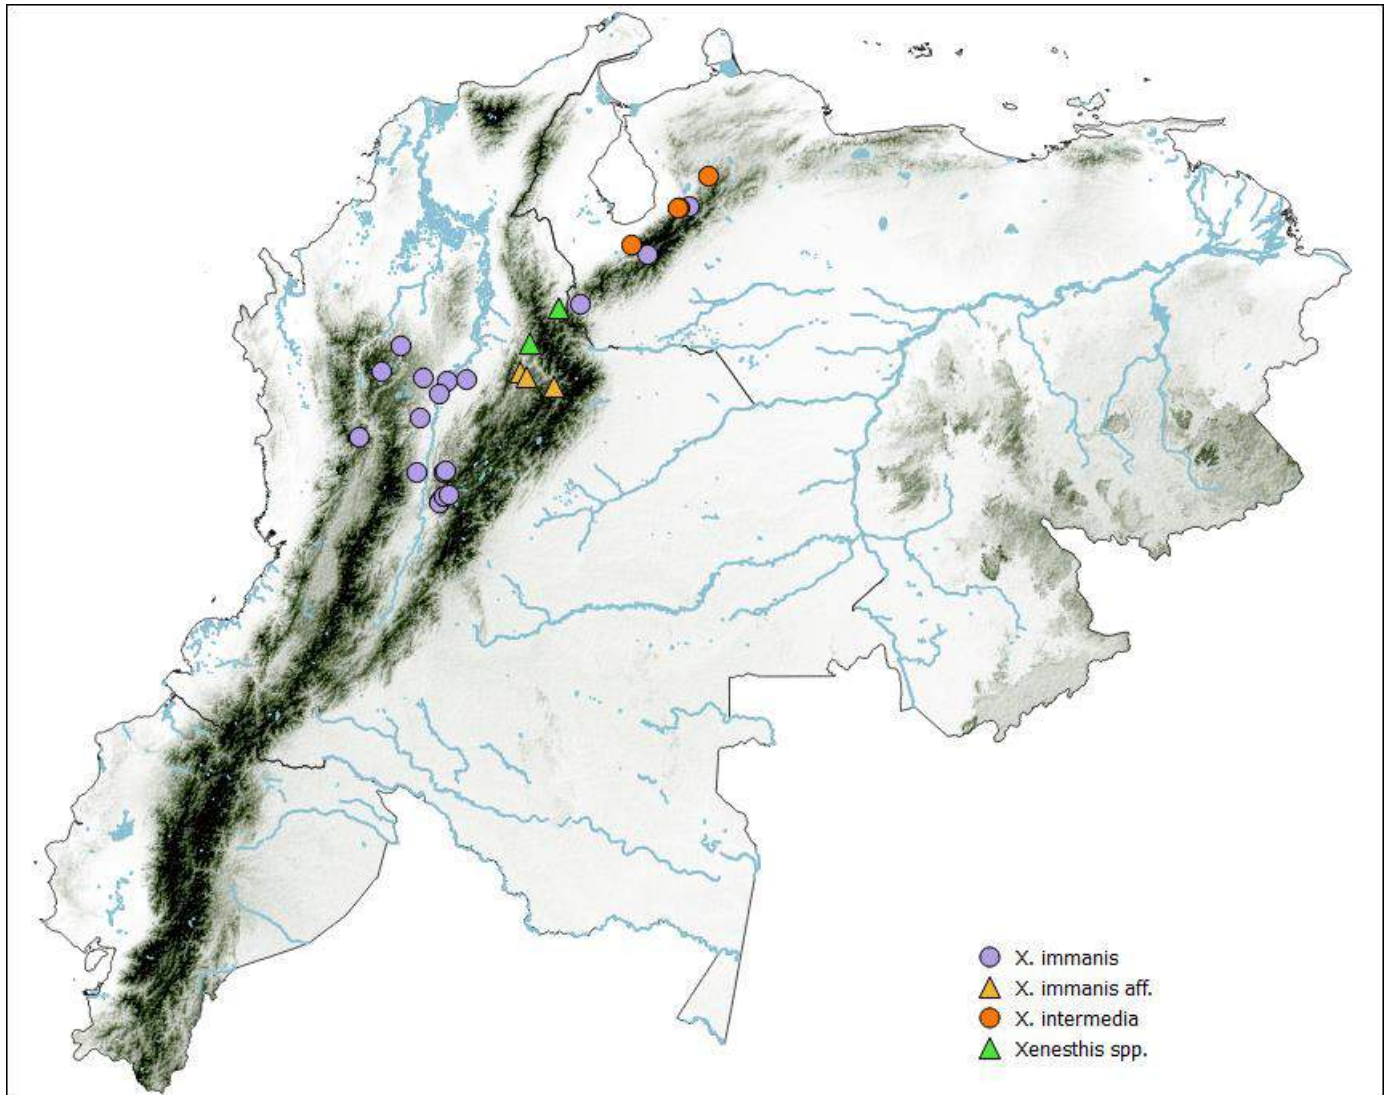 X. immanis
X. immanis aff.
X. intermedia
Xenesthis spp.